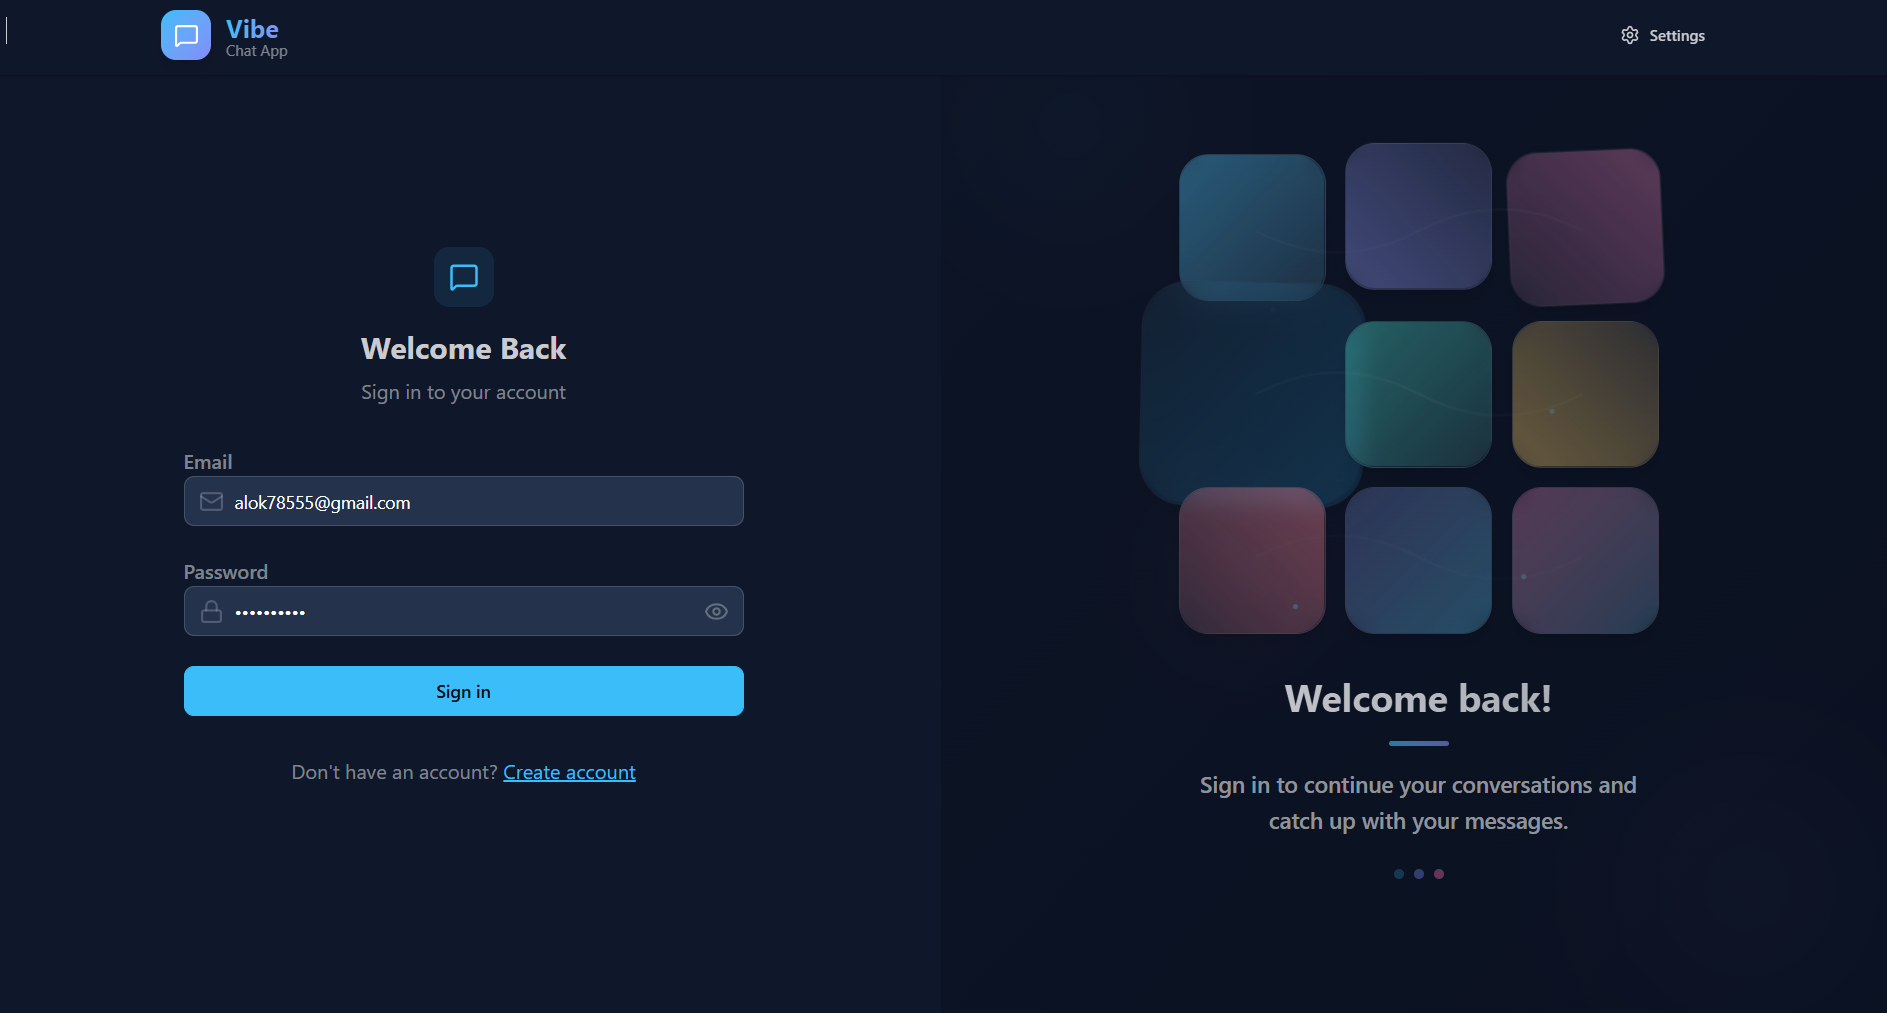 Vibe
Chat App
Settings
Welcome Back
Sign in to your account
Email
alok78555@gmail.com
Password
••••••••••
Sign in
Don't have an account? Create account
Welcome back!
Sign in to continue your conversations and
catch up with your messages.